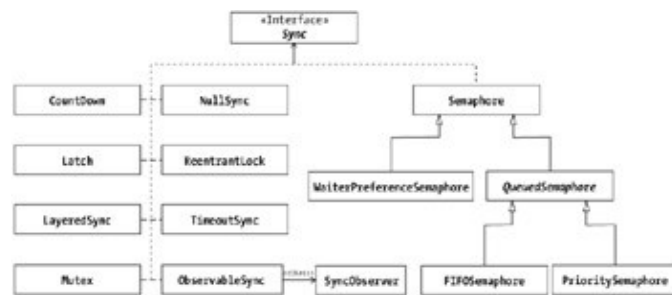 «Interface»
Sync
CountDown
NullSync
Semaphore
Latch
ReentrantLock
WaiterPreferenceSemaphore
QueuedSemaphore
LayeredSync
TimeoutSync
Mutex
ObservableSync
SyncObserver
FIFOSemaphore
PrioritySemaphore